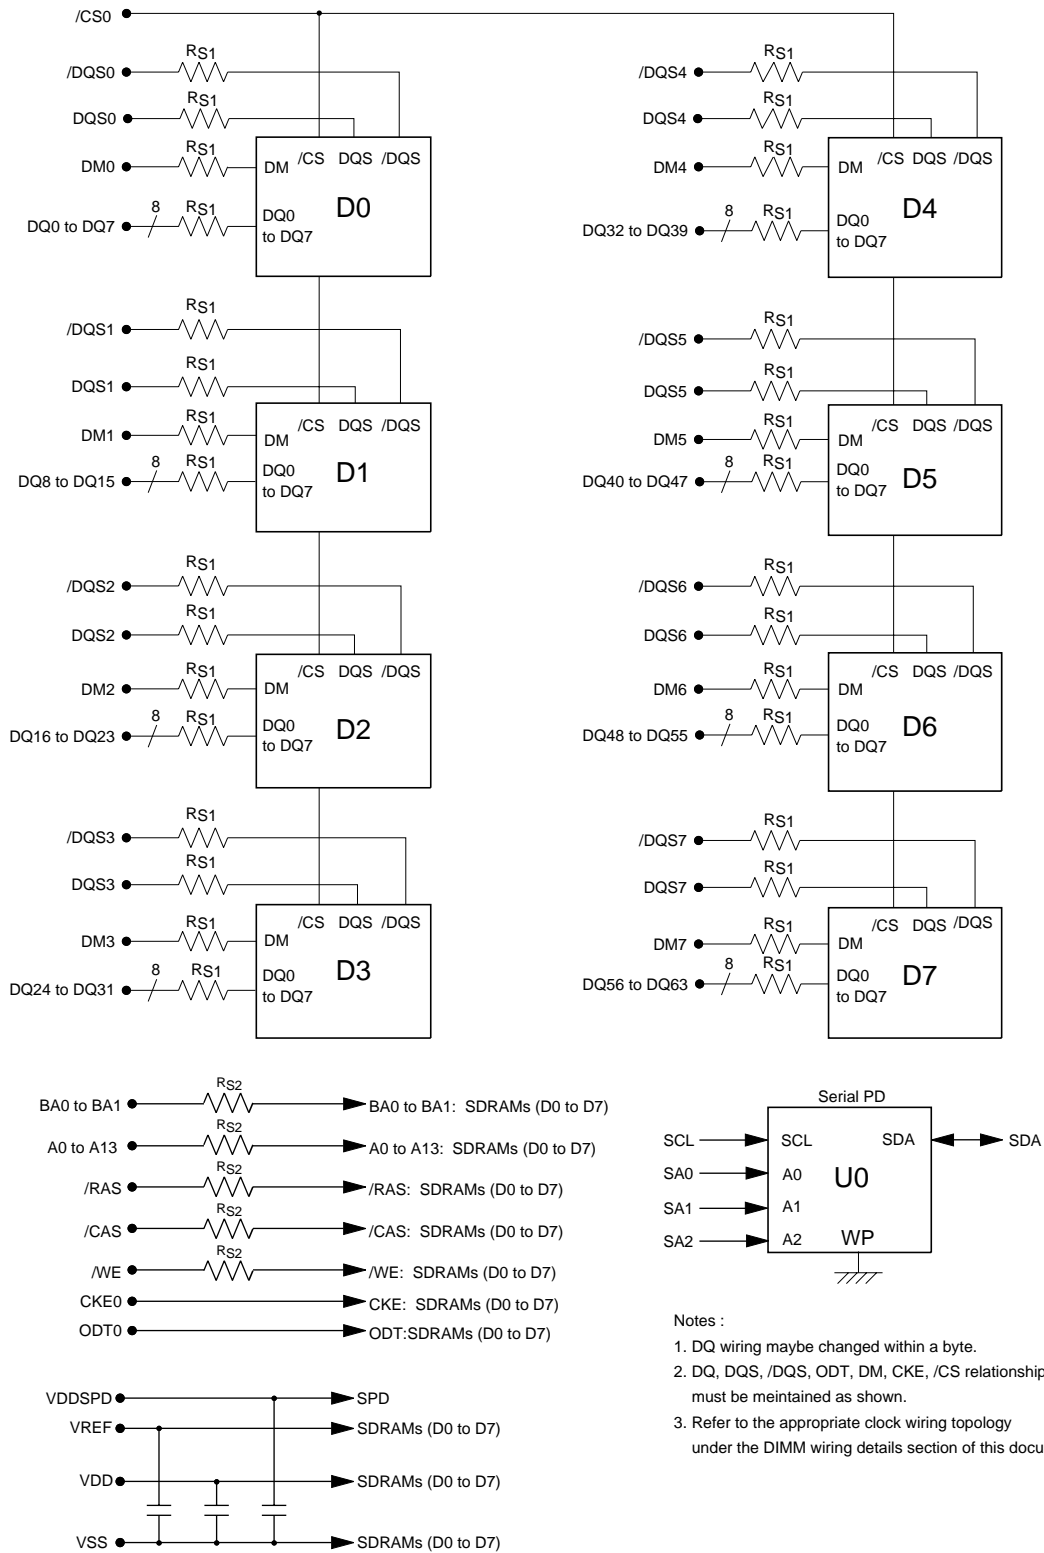 /CS0
RS1
/DQS0
RS1
DQS0
RS1
DM0
8 RS1
DQ0 to DQ7
/CS DQS /DQS
DM
D0
DQ0
to DQ7
RS1
/DQS4
RS1
DQS4
RS1
DM4
8 RS1
DQ32 to DQ39
/CS DQS /DQS
DM
D4
DQ0
to DQ7
RS1
/DQS1
RS1
DQS1
RS1
DM1
8 RS1
DQ8 to DQ15
/CS DQS /DQS
DM
D1
DQ0
to DQ7
RS1
/DQS5
RS1
DQS5
RS1
DM5
8 RS1
DQ40 to DQ47
/CS DQS /DQS
DM
D5
DQ0
to DQ7
RS1
/DQS2
RS1
DQS2
RS1
DM2
8 RS1
DQ16 to DQ23
/CS DQS /DQS
DM
D2
DQ0
to DQ7
RS1
/DQS6
RS1
DQS6
RS1
DM6
8 RS1
DQ48 to DQ55
/CS DQS /DQS
DM
D6
DQ0
to DQ7
RS1
/DQS3
RS1
DQS3
RS1
DM3
8 RS1
DQ24 to DQ31
/CS DQS /DQS
DM
D3
DQ0
to DQ7
RS1
/DQS7
RS1
DQS7
RS1
DM7
8 RS1
DQ56 to DQ63
/CS DQS /DQS
DM
D7
DQ0
to DQ7
RS2
BA0 to BA1 BA0 to BA1: SDRAMs (D0 to D7)
RS2
A0 to A13 A0 to A13: SDRAMs (D0 to D7)
RS2
/RAS /RAS: SDRAMs (D0 to D7)
RS2
/CAS /CAS: SDRAMs (D0 to D7)
RS2
/WE /WE: SDRAMs (D0 to D7)
CKE0 CKE: SDRAMs (D0 to D7)
ODT0 ODT:SDRAMs (D0 to D7)
VDDSPD SPD
VREF SDRAMs (D0 to D7)
VDD SDRAMs (D0 to D7)
VSS SDRAMs (D0 to D7)
Serial PD
SCL SCL SDA SDA
SA0 A0 U0
SA1 A1
SA2 A2 WP
Notes :
1. DQ wiring maybe changed within a byte.
2. DQ, DQS, /DQS, ODT, DM, CKE, /CS relationship
must be meintained as shown.
3. Refer to the appropriate clock wiring topology
under the DIMM wiring details section of this docu